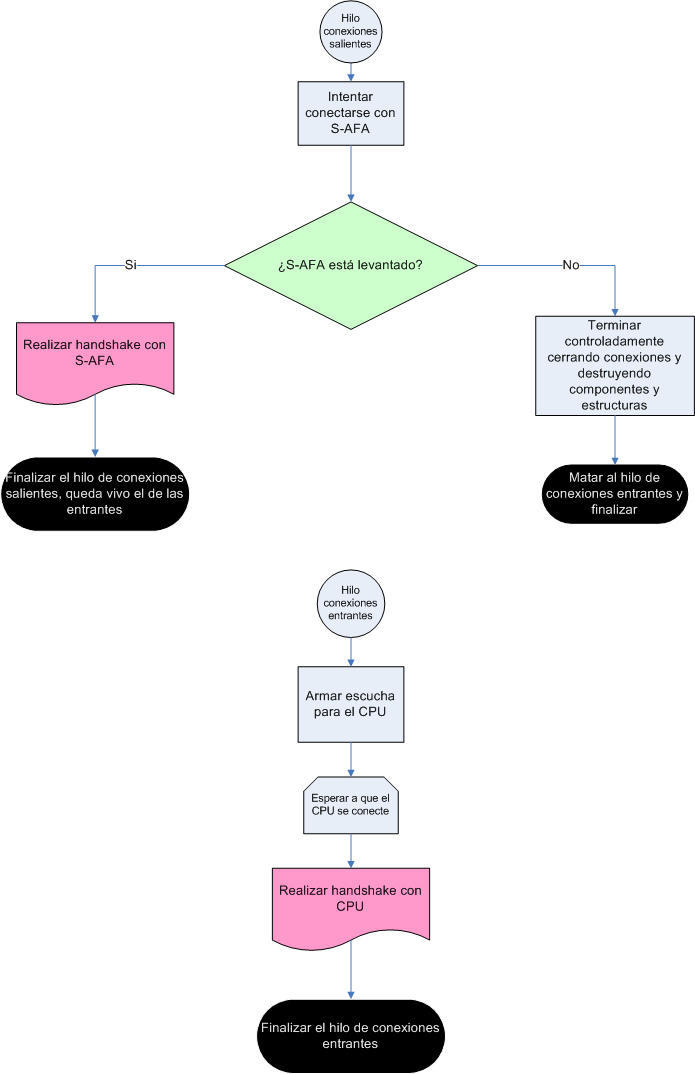 Hilo
conexiones
salientes
Intentar
conectarse con
S-AFA
¿S-AFA está levantado?
Si
No
Realizar handshake con
S-AFA
Terminar
controladamente
cerrando conexiones y
destruyendo
componentes y
estructuras
Finalizar el hilo de conexiones
salientes, queda vivo el de las
entrantes
Matar al hilo de
conexiones entrantes y
finalizar
Hilo
conexiones
entrantes
Armar escucha
para el CPU
Esperar a que el
CPU se conecte
Realizar handshake con
CPU
Finalizar el hilo de conexiones
entrantes